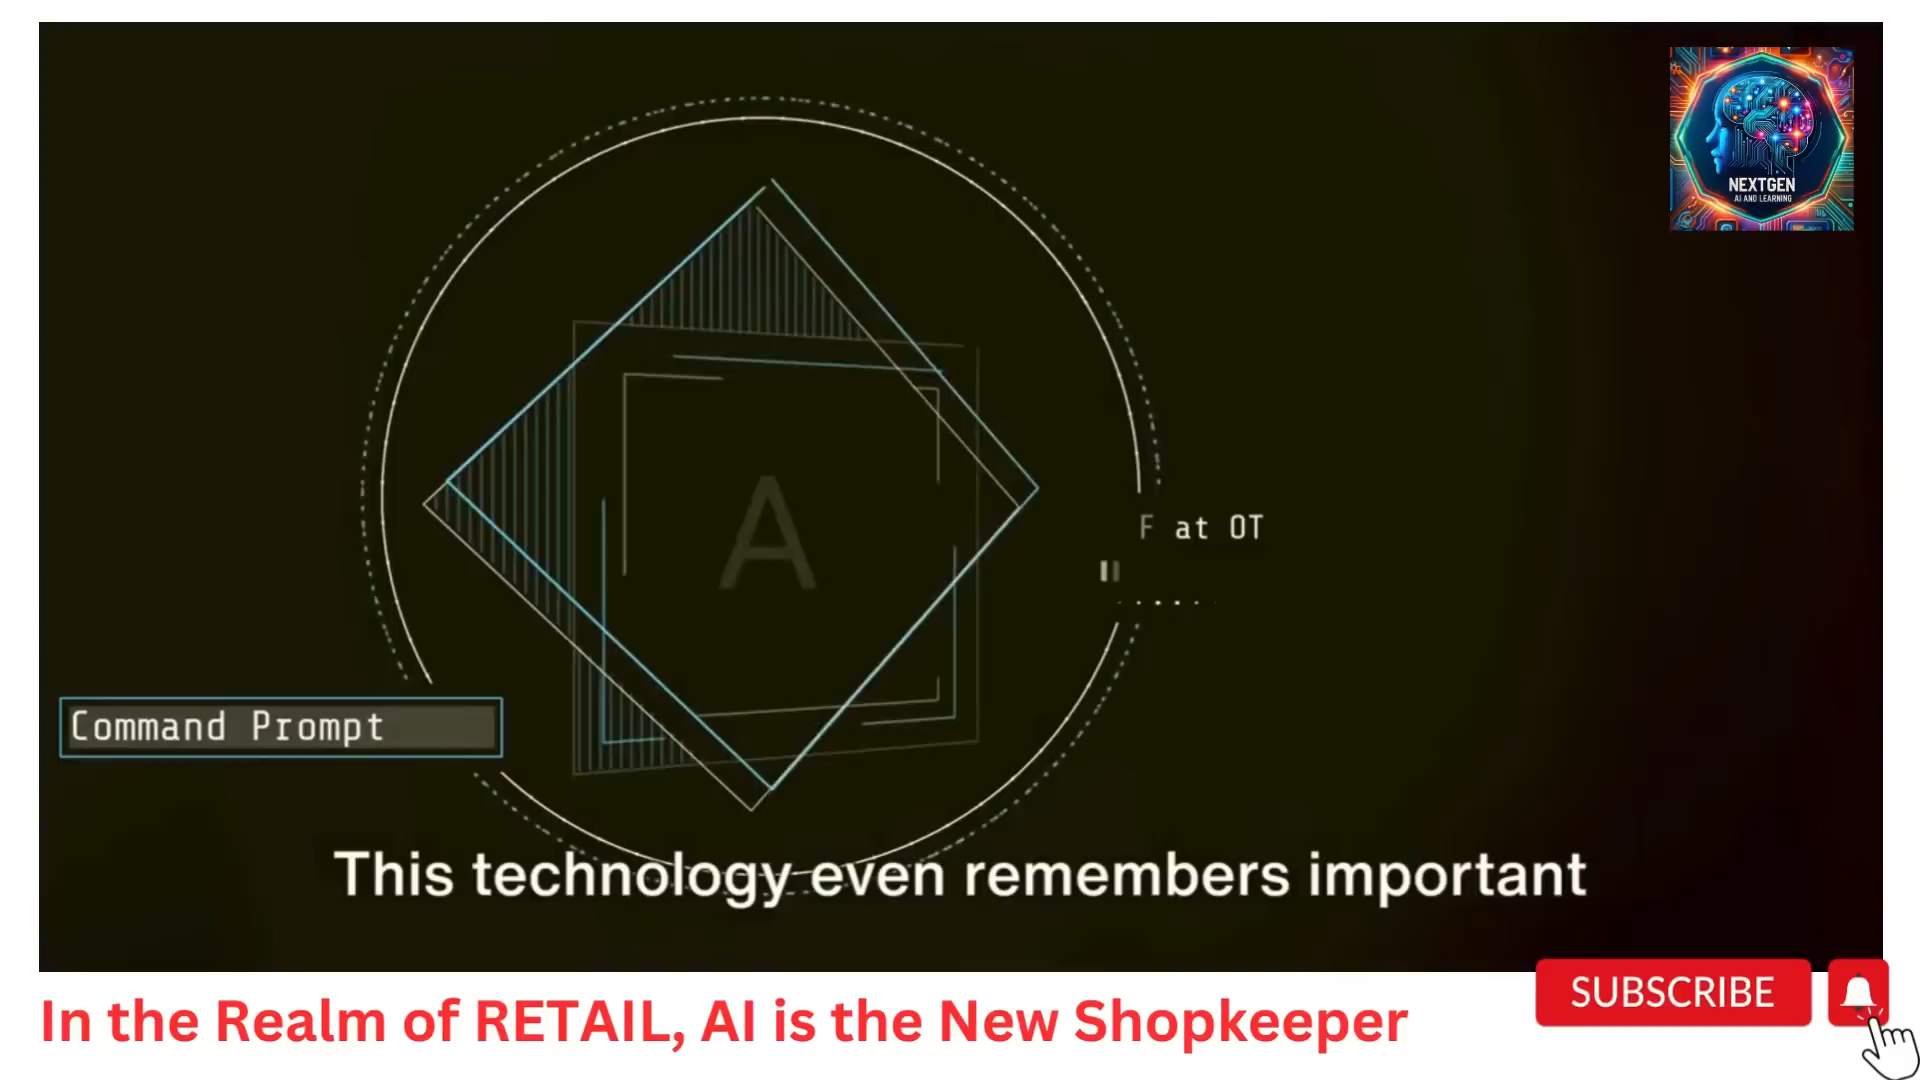 NEXTGEN
AI AND LEARNING
A
F at OT
Command Prompt
This technology even remembers important
SUBSCRIBE
In the Realm of RETAIL, AI is the New Shopkeeper